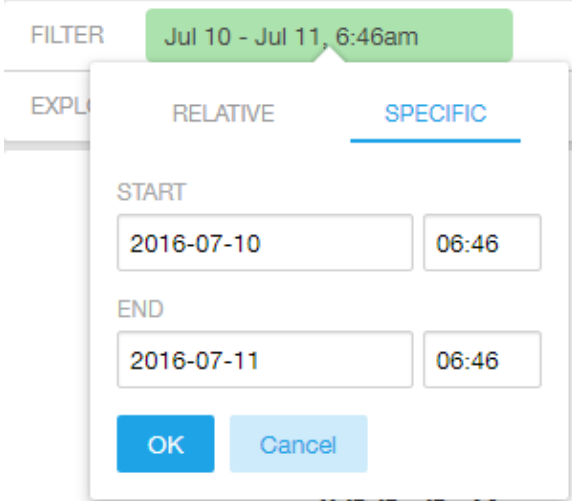 FILTER Jul 10 - Jul 11, 6:46am
EXPL
RELATIVE SPECIFIC
START
2016-07-10 06:46
END
2016-07-11 06:46
OK Cancel